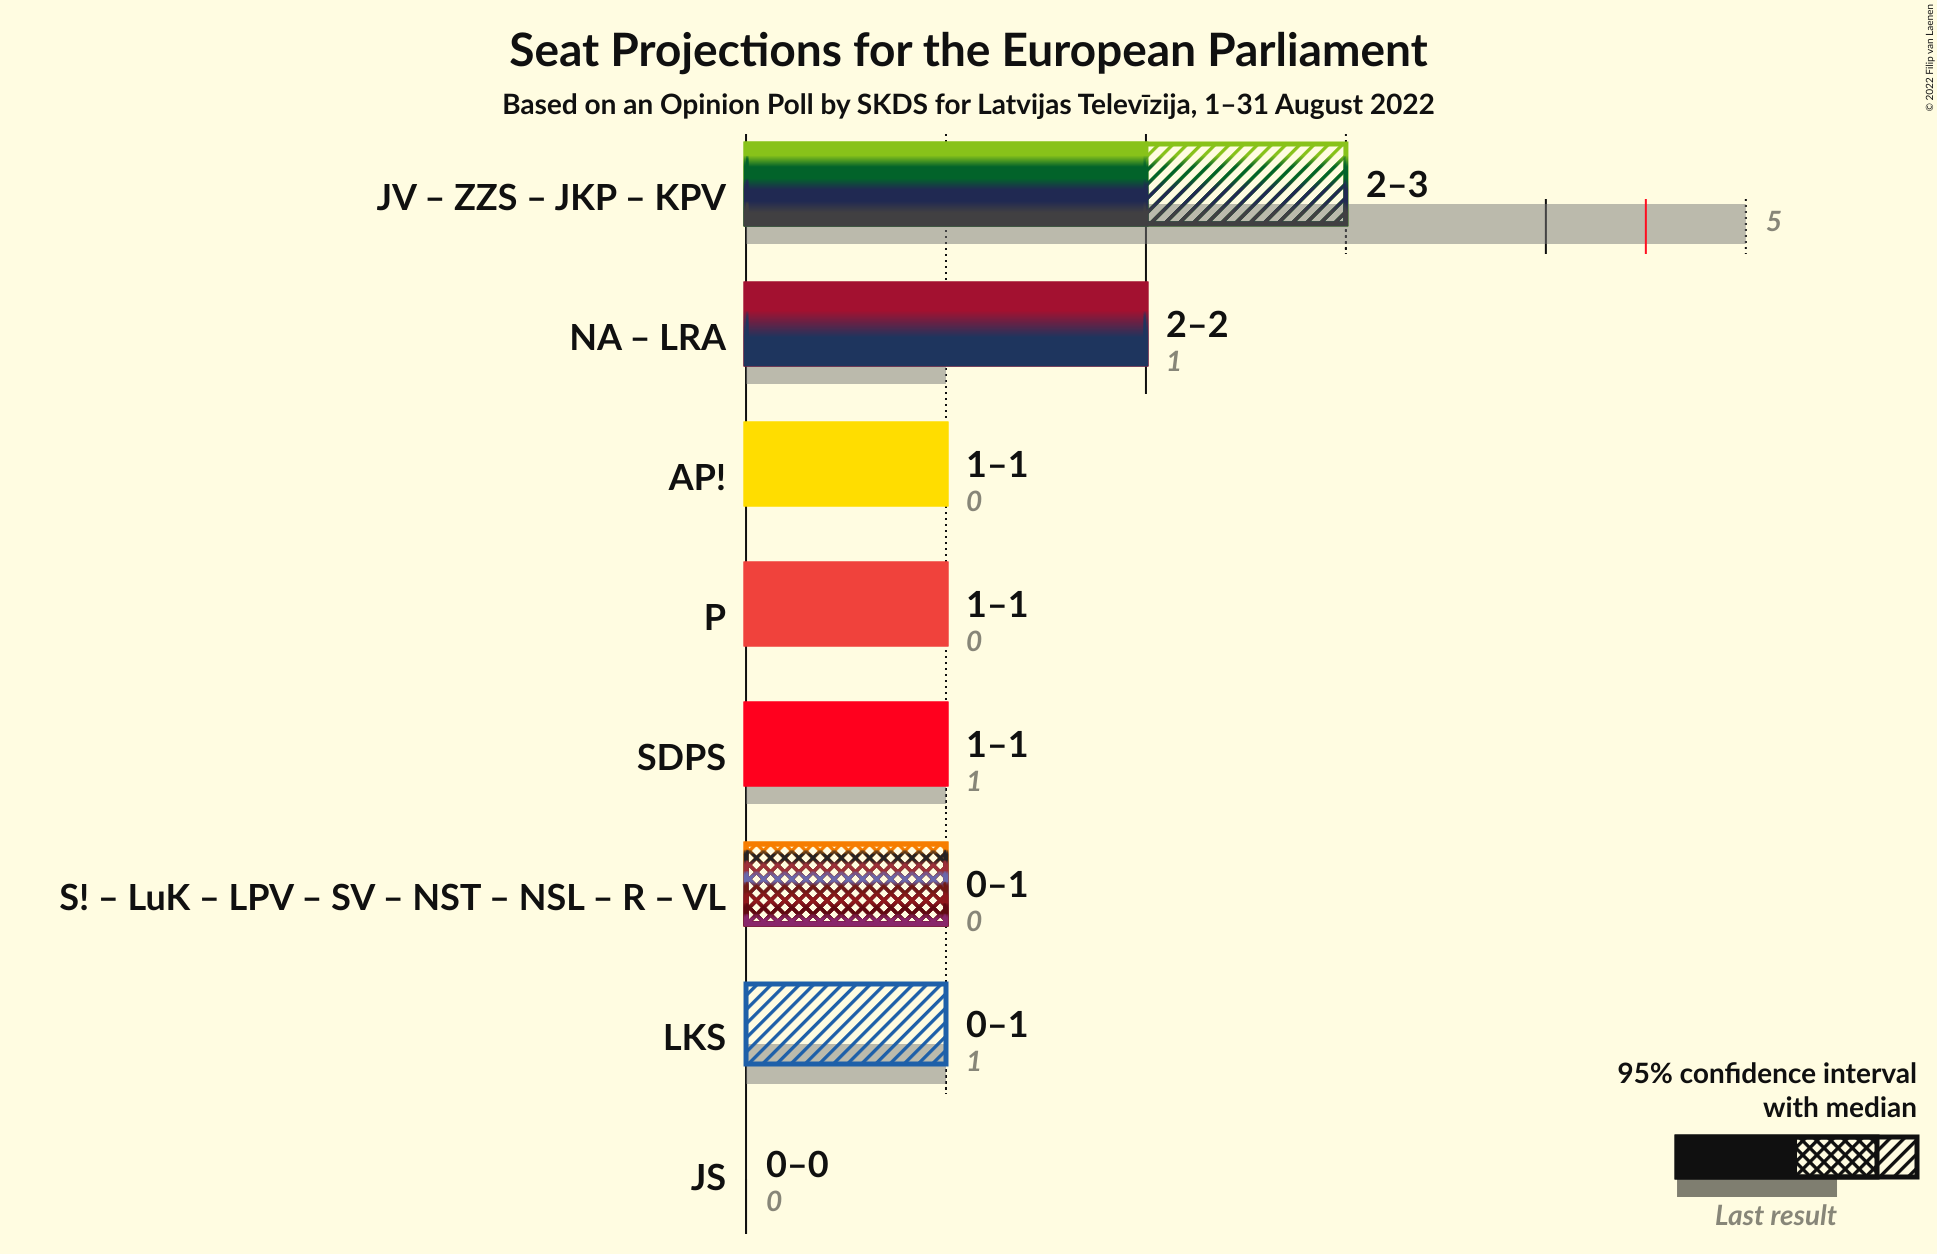 Seat Projections for the European Parliament
Based on an Opinion Poll by SKDS for Latvijas Televīzija, 1–31 August 2022
© 2022 Filip van Laenen
JV – ZZS – JKP – KPV
2–3
5
NA – LRA
2–2
1
AP!
1–1
0
P
1–1
0
SDPS
1–1
1
S! – LuK – LPV – SV – NST – NSL – R – VL
0–1
0
LKS
0–1
1
JS
0–0
0
95% confidence interval
with median
Last result